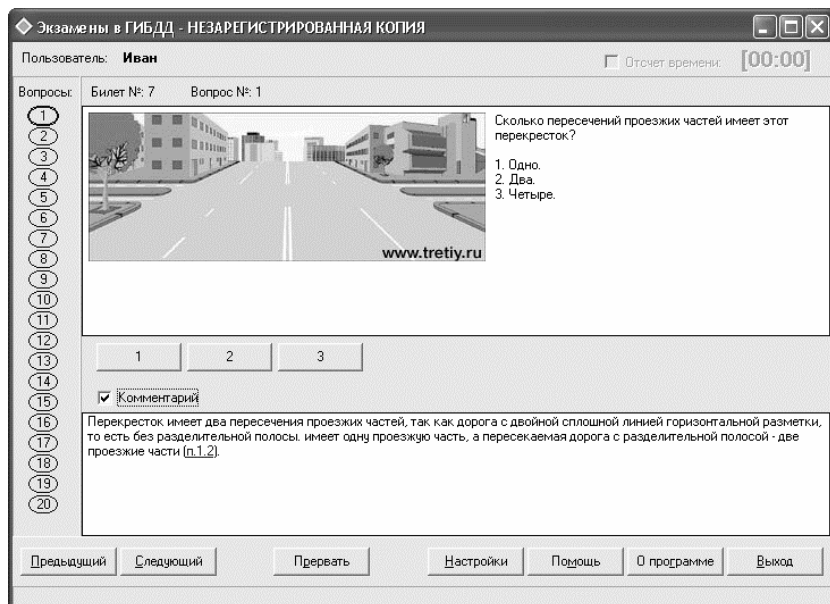 Экзамены в ГИБДД - НЕЗАРЕГИСТРИРОВАННАЯ КОПИЯ
Пользователь: Иван
Отсчет времени: [00:00]
Вопросы: Билет №: 7 Вопрос №: 1
1
2
3
4
5
6
7
8
9
10
11
12
13
14
15
16
17
18
19
20
www.tretiy.ru
Сколько пересечений проезжих частей имеет этот
перекресток?
1. Одно.
2. Два.
3. Четыре.
1 2 3
Комментарий
Перекресток имеет два пересечения проезжих частей, так как дорога с двойной сплошной линией горизонтальной разметки,
то есть без разделительной полосы. имеет одну проезжую часть, а пересекаемая дорога с разделительной полосой - две
проезжие части (п.1.2).
Предыдущий Следующий Прервать Настройки Помощь О программе Выход